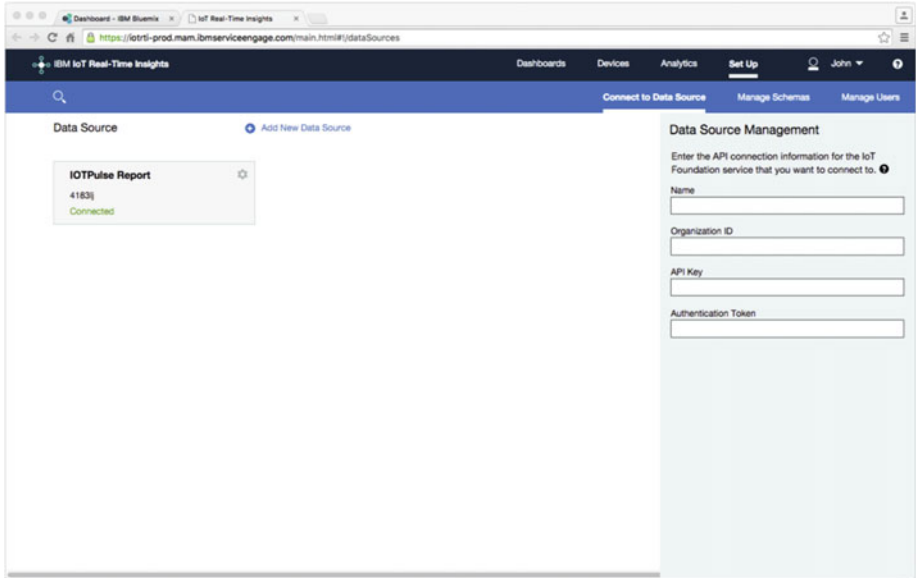 Dashboard - IBM Bluemix
IoT Real-Time Insights
https://iotrti-prod.mam.ibmserviceengage.com/main.html#!/dataSources
IBM IoT Real-Time Insights
Dashboards
Devices
Analytics
Set Up
John
Connect to Data Source
Manage Schemas
Manage Users
Data Source
Add New Data Source
IOTPulse Report
4183lj
Connected
Data Source Management
Enter the API connection information for the IoT
Foundation service that you want to connect to.
Name
Organization ID
API Key
Authentication Token